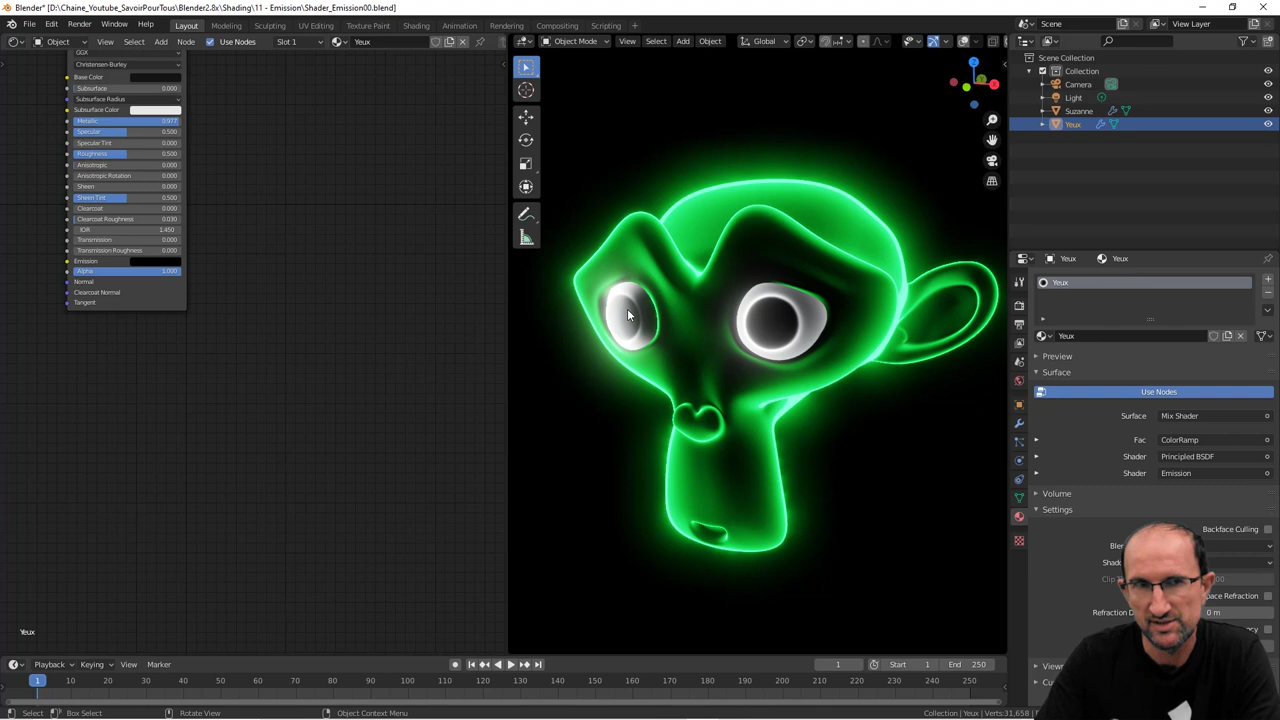 Blender* [D:\Chaine_Youtube_SavoirPourTous\Blender2.8x\Shading\11 - Emission\Shader_Emission00.blend]
File Edit Render Window Help Layout Modeling Sculpting UV Editing Texture Paint Shading Animation Rendering Compositing Scripting Scene View Layer
Object View Select Add Node Use Nodes Slot 1 Yeux Object Mode View Select Add Object Global
GGX
Christensen-Burley
Base Color
Subsurface 0.000
Subsurface Radius
Subsurface Color
Metallic 0.977
Specular 0.500
Specular Tint 0.000
Roughness 0.500
Anisotropic 0.000
Anisotropic Rotation 0.000
Sheen 0.000
Sheen Tint 0.500
Clearcoat 0.000
Clearcoat Roughness 0.030
IOR 1.450
Transmission 0.000
Transmission Roughness 0.000
Emission
Alpha 1.000
Normal
Clearcoat Normal
Tangent
Yeux
Scene Collection
Collection
Camera
Light
Suzanne
Yeux
Yeux Yeux
Yeux
Yeux
Preview
Surface
Use Nodes
Surface Mix Shader
Fac ColorRamp
Shader Principled BSDF
Shader Emission
Volume
Settings
Backface Culling
Refraction
0 m
Playback Keying View Marker 1 Start 1 End 250
1 10 20 30 40 50 60 70 80 90 100 110 120 130 140 150 160 170 180 190 200 210 220 230 240 250
Select Box Select Rotate View Object Context Menu Collection | Yeux | Verts:31,658 |